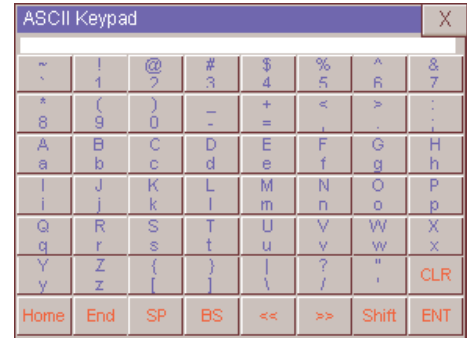 ASCII Keypad X
~ ! @ # $ % ^ &
` 1 2 3 4 5 6 7
* ( ) _ + < > :
8 9 0 - = , . ;
A B C D E F G H
a b c d e f g h
I J K L M N O P
i j k l m n o p
Q R S T U V W X
q r s t u v w x
Y Z { } | ? "
y z [ ] \ / ' CLR
Home End SP BS << >> Shift ENT